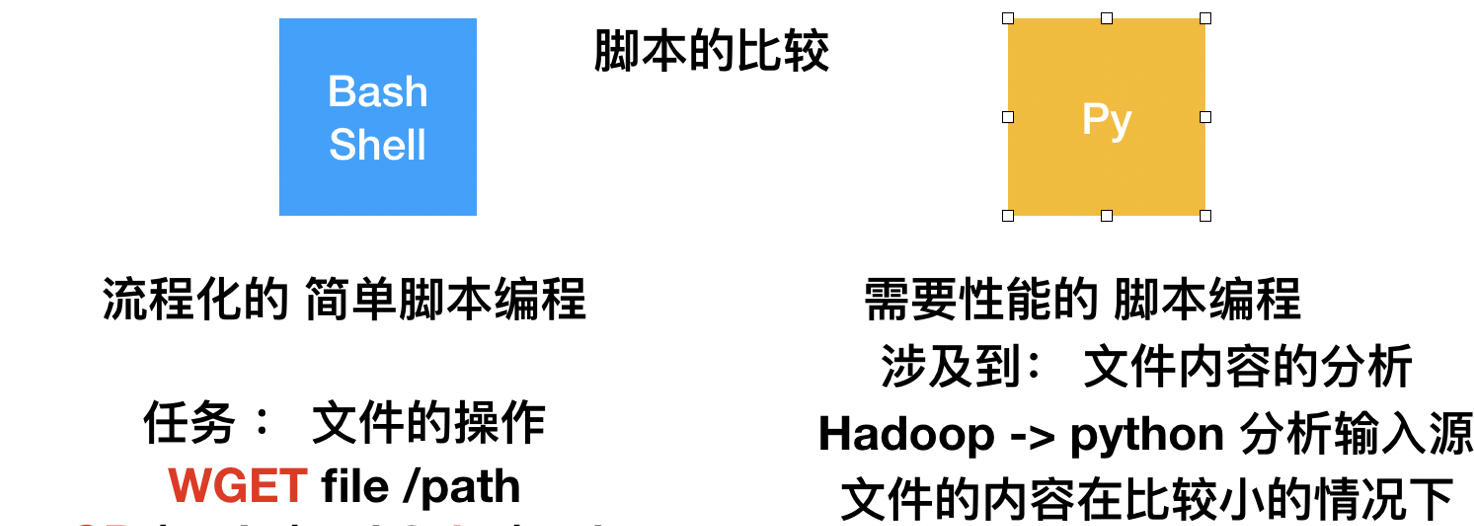 脚本的比较
Bash
Shell
Py
流程化的 简单脚本编程
任务： 文件的操作
WGET file /path
需要性能的 脚本编程
涉及到： 文件内容的分析
Hadoop -> python 分析输入源
文件的内容在比较小的情况下